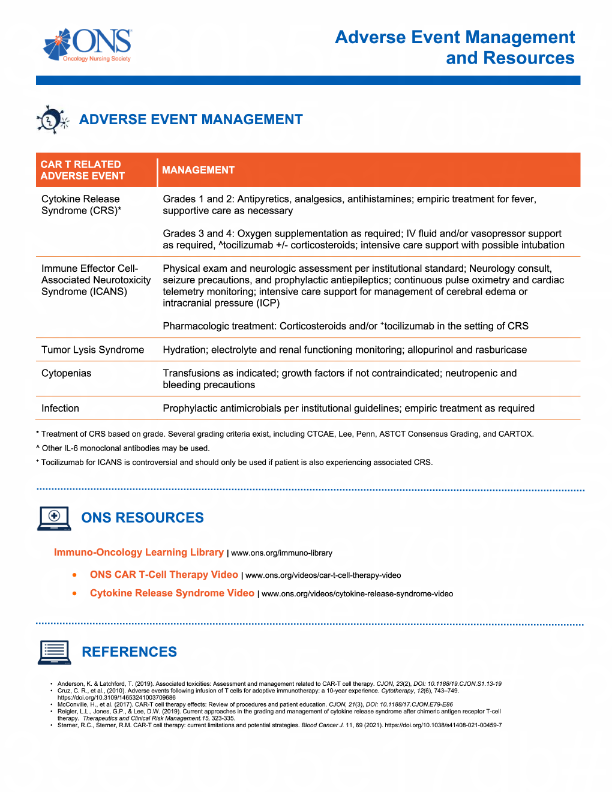 ONS
Oncology Nursing Society
Adverse Event Management
and Resources
ADVERSE EVENT MANAGEMENT
CAR T RELATED
ADVERSE EVENT
MANAGEMENT
Cytokine Release
Syndrome (CRS)*
Grades 1 and 2: Antipyretics, analgesics, antihistamines; empiric treatment for fever,
supportive care as necessary
Grades 3 and 4: Oxygen supplementation as required; IV fluid and/or vasopressor support
as required, ^tocilizumab +/- corticosteroids; intensive care support with possible intubation
Immune Effector Cell-
Associated Neurotoxicity
Syndrome (ICANS)
Physical exam and neurologic assessment per institutional standard; Neurology consult,
seizure precautions, and prophylactic antiepileptics; continuous pulse oximetry and cardiac
telemetry monitoring; intensive care support for management of cerebral edema or
intracranial pressure (ICP)
Pharmacologic treatment: Corticosteroids and/or ⁺tocilizumab in the setting of CRS
Tumor Lysis Syndrome
Hydration; electrolyte and renal functioning monitoring; allopurinol and rasburicase
Cytopenias
Transfusions as indicated; growth factors if not contraindicated; neutropenic and
bleeding precautions
Infection
Prophylactic antimicrobials per institutional guidelines; empiric treatment as required
* Treatment of CRS based on grade. Several grading criteria exist, including CTCAE, Lee, Penn, ASTCT Consensus Grading, and CARTOX.
^ Other IL-6 monoclonal antibodies may be used.
⁺ Tocilizumab for ICANS is controversial and should only be used if patient is also experiencing associated CRS.
ONS RESOURCES
Immuno-Oncology Learning Library | www.ons.org/immuno-library
• ONS CAR T-Cell Therapy Video | www.ons.org/videos/car-t-cell-therapy-video
• Cytokine Release Syndrome Video | www.ons.org/videos/cytokine-release-syndrome-video
REFERENCES
• Anderson, K. & Latchford, T. (2019). Associated toxicities: Assessment and management related to CAR-T cell therapy. CJON, 23(2), DOI: 10.1188/19.CJON.S1.13-19
• Cruz, C. R., et al., (2010). Adverse events following infusion of T cells for adoptive immunotherapy: a 10-year experience. Cytotherapy, 12(6), 743–749.
https://doi.org/10.3109/14653241003709686
• McConville, H., et al. (2017). CAR-T cell therapy effects: Review of procedures and patient education. CJON, 21(3), DOI: 10.1188/17.CJON.E79-E86
• Reigler, L.L., Jones, G.P., & Lee, D.W. (2019). Current approaches in the grading and management of cytokine release syndrome after chimeric antigen receptor T-cell
therapy. Therapeutics and Clinical Risk Management.15, 323-335.
• Sterner, R.C., Sterner, R.M. CAR-T cell therapy: current limitations and potential strategies. Blood Cancer J. 11, 69 (2021). https://doi.org/10.1038/s41408-021-00459-7